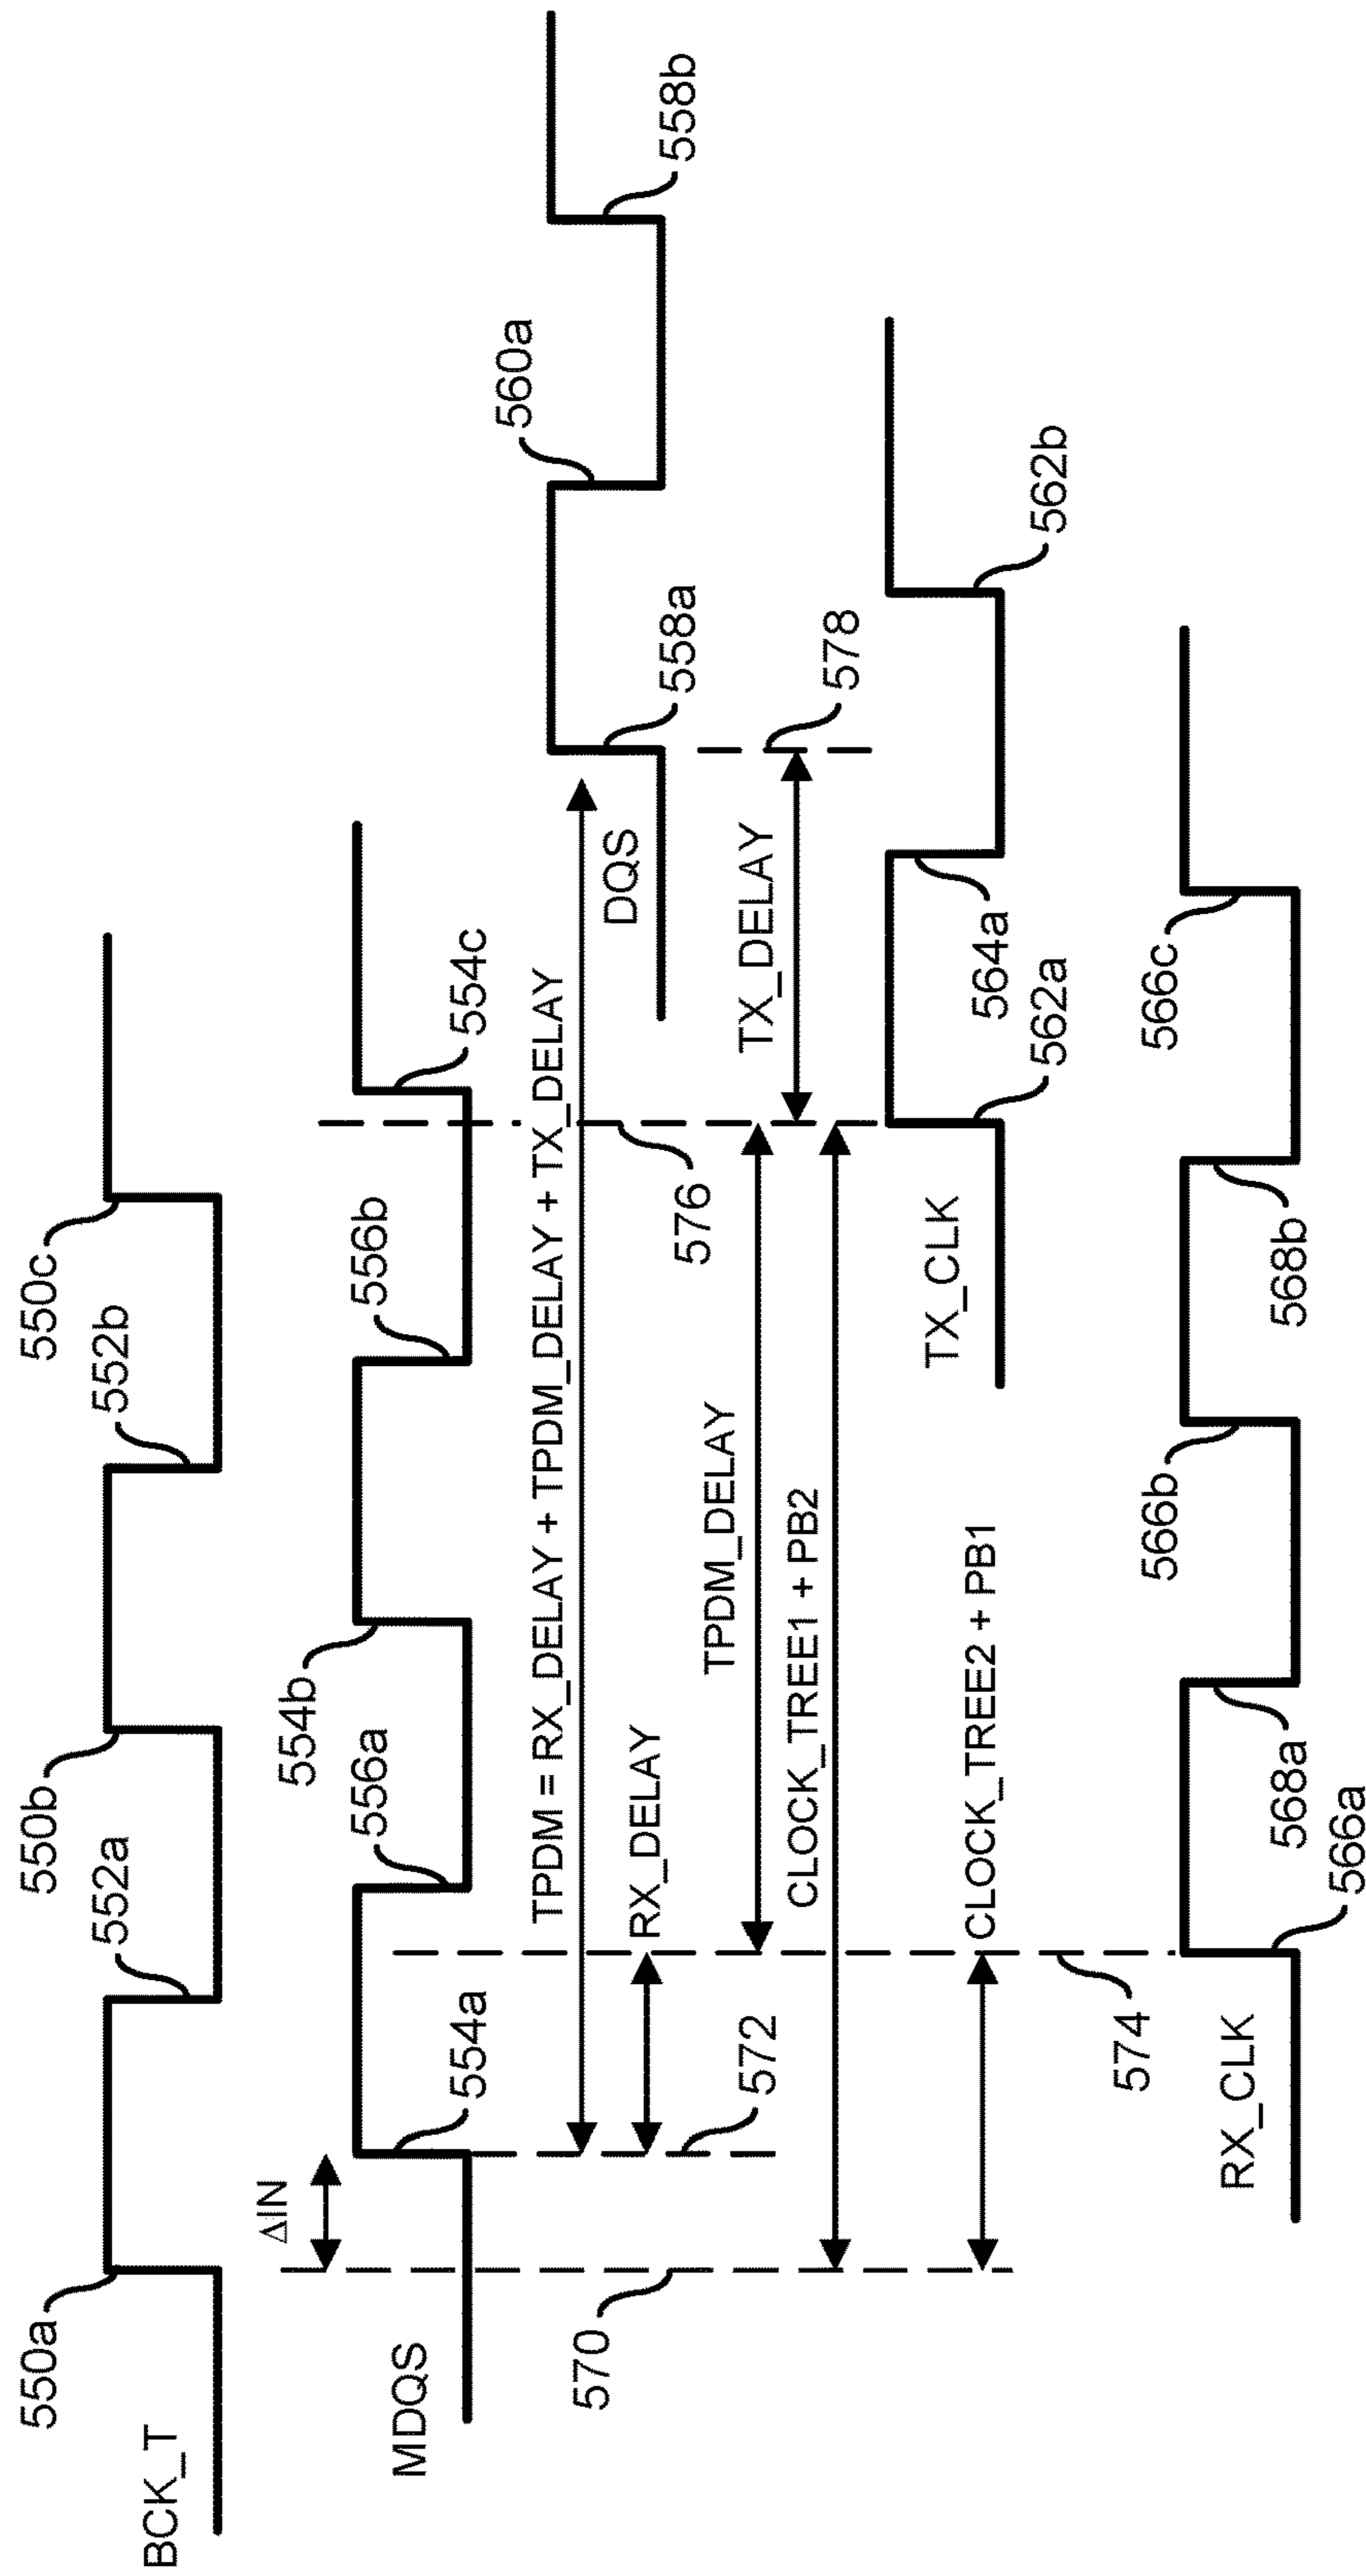 550a
552a
550b
552b
550c
BCK_T
ΔIN
554a
556a
554b
556b
554c
MDQS
TPDM = RX_DELAY + TPDM_DELAY + TX_DELAY
DQS
558a
560a
558b
570
572
RX_DELAY
576
TPDM_DELAY
TX_DELAY
578
CLOCK_TREE1 + PB2
TX_CLK
562a
564a
562b
CLOCK_TREE2 + PB1
574
RX_CLK
566a
568a
566b
568b
566c